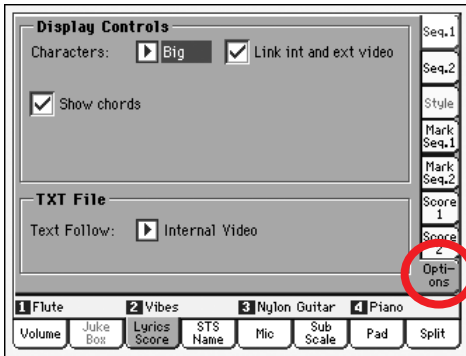 Display Controls
Characters: Big Link int and ext video
Show chords
TXT File
Text Follow: Internal Video
Seq.1
Seq.2
Style
Mark
Seq.1
Mark
Seq.2
Score
1
Score
2
Opti-
ons
1 Flute 2 Vibes 3 Nylon Guitar 4 Piano
Volume Juke Box Lyrics Score STS Name Mic Sub Scale Pad Split